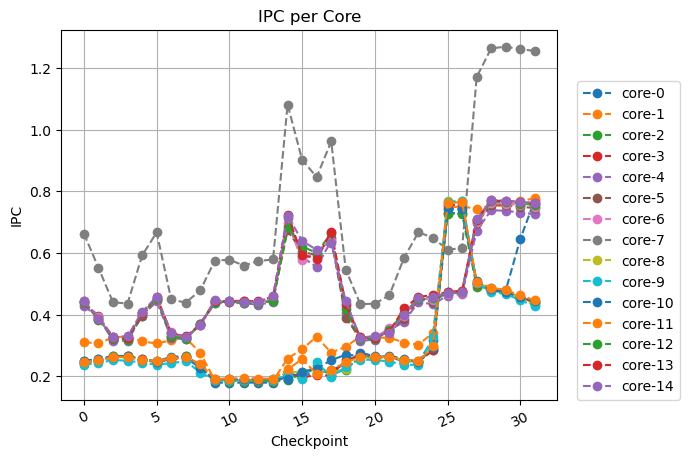 IPC per Core
IPC
1.2
1.0
0.8
0.6
0.4
0.2
0
5
10
15
20
25
30
Checkpoint
core-0
core-1
core-2
core-3
core-4
core-5
core-6
core-7
core-8
core-9
core-10
core-11
core-12
core-13
core-14